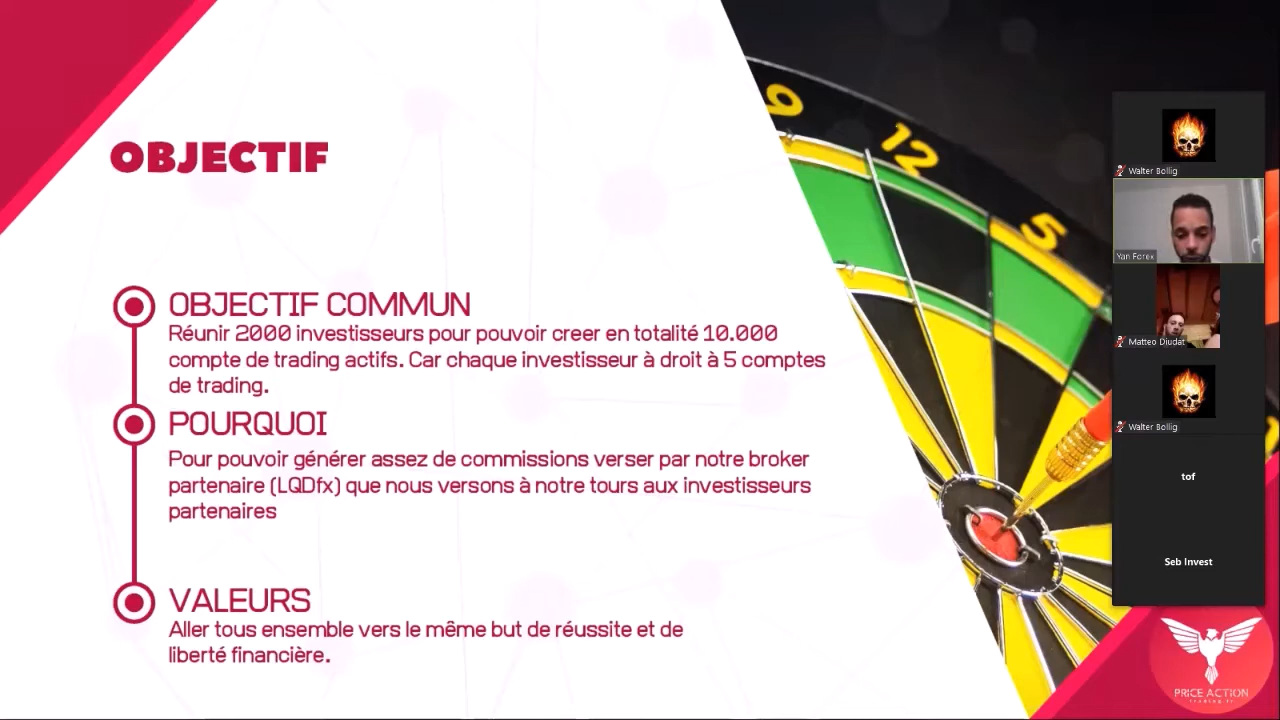 OBJECTIF
OBJECTIF COMMUN
Réunir 2000 investisseurs pour pouvoir creer en totalité 10.000
compte de trading actifs. Car chaque investisseur à droit à 5 comptes
de trading.
POURQUOI
Pour pouvoir générer assez de commissions verser par notre broker
partenaire (LQDfx) que nous versons à notre tours aux investisseurs
partenaires
VALEURS
Aller tous ensemble vers le même but de réussite et de
liberté financière.
9
12
5
Walter Bollig
Yan Forex
Matteo Diudat
Walter Bollig
tof
Seb Invest
PRICE ACTION